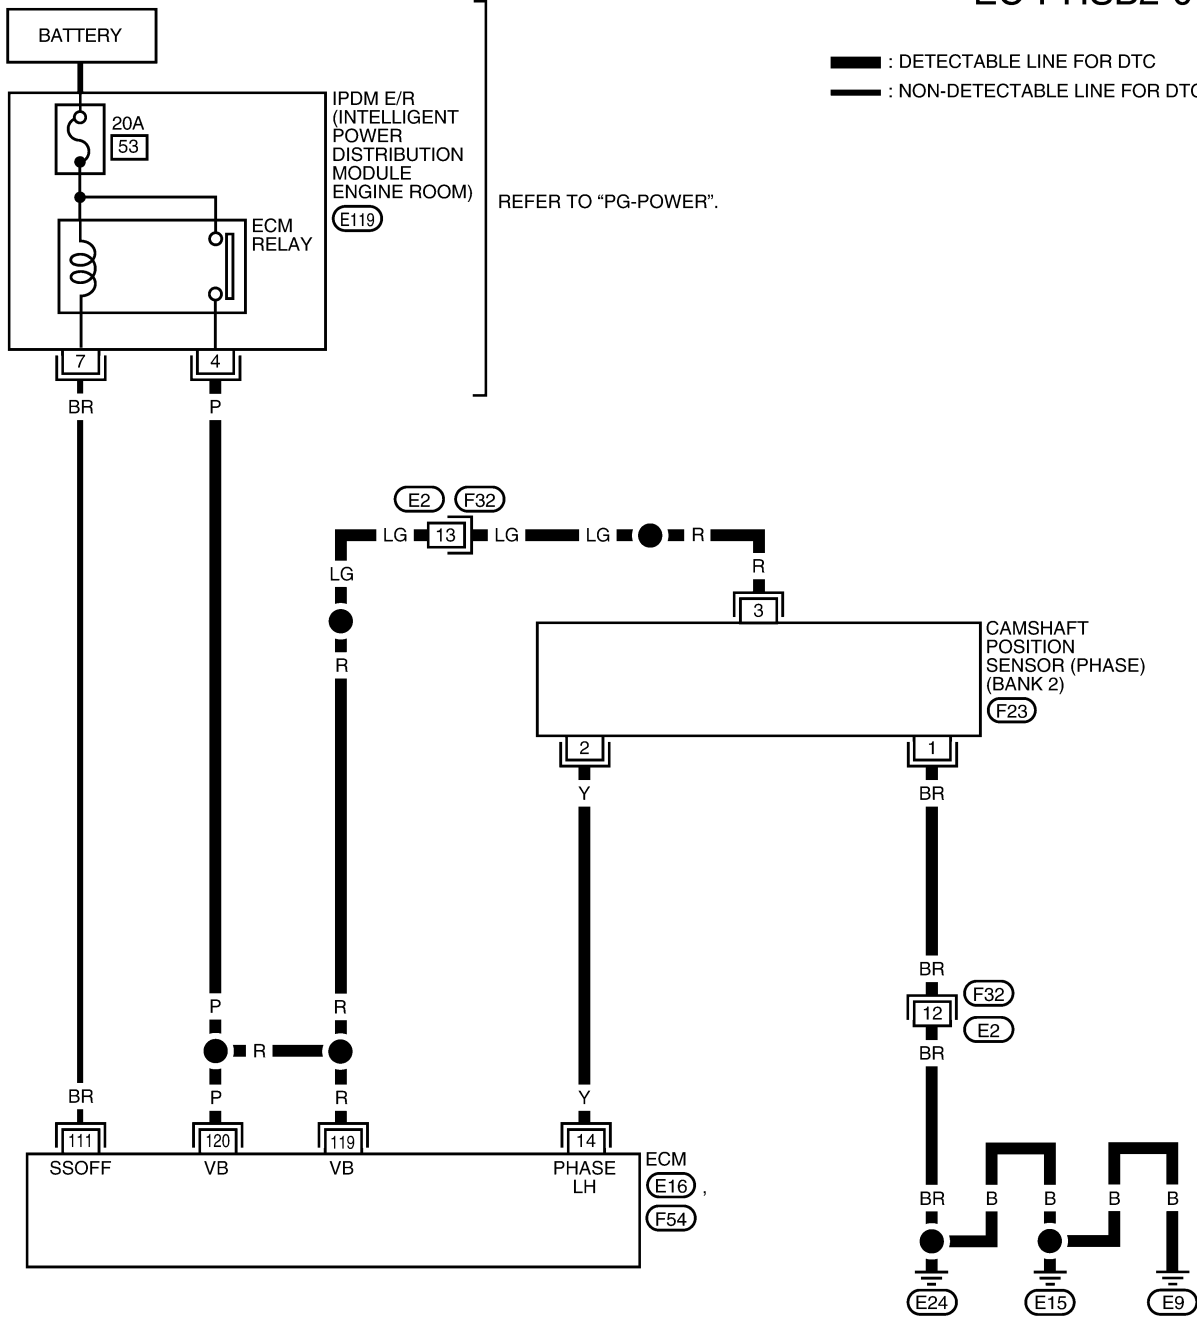 BATTERY
: DETECTABLE LINE FOR DTC
: NON-DETECTABLE LINE FOR DTC
20A
53
IPDM E/R
(INTELLIGENT
POWER
DISTRIBUTION
MODULE
ENGINE ROOM)
E119
REFER TO “PG-POWER”.
ECM
RELAY
7
4
BR
P
E2
F32
LG
13
LG
LG
R
LG
R
R
3
CAMSHAFT
POSITION
SENSOR (PHASE)
(BANK 2)
F23
2
1
Y
BR
BR
F32
12
E2
BR
P
R
R
BR
P
R
Y
111
120
119
14
SSOFF
VB
VB
PHASE
LH
ECM
E16 ,
F54
BR
B
B
B
B
E24
E15
E9